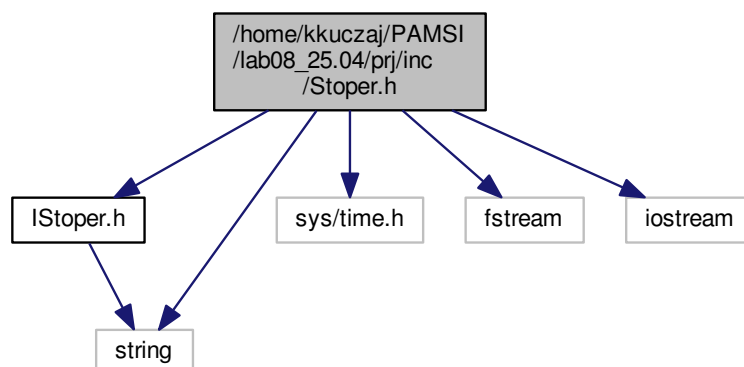 /home/kkuczaj/PAMSI
/lab08_25.04/prj/inc
/Stoper.h
IStoper.h
sys/time.h
fstream
iostream
string